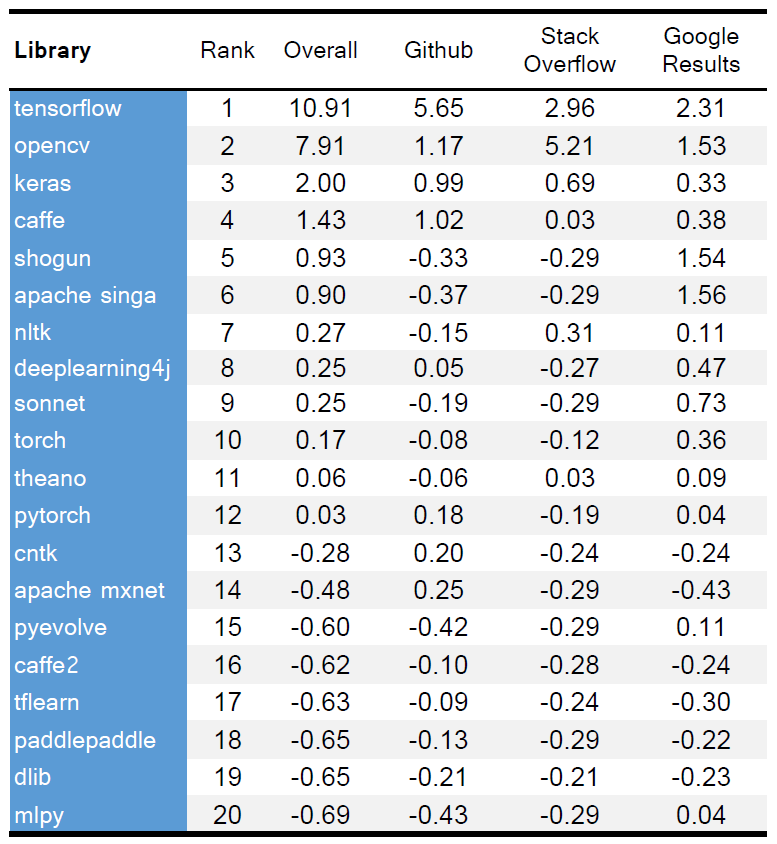 Library Rank Overall Github Stack Overflow Google Results
tensorflow 1 10.91 5.65 2.96 2.31
opencv 2 7.91 1.17 5.21 1.53
keras 3 2.00 0.99 0.69 0.33
caffe 4 1.43 1.02 0.03 0.38
shogun 5 0.93 -0.33 -0.29 1.54
apache singa 6 0.90 -0.37 -0.29 1.56
nltk 7 0.27 -0.15 0.31 0.11
deeplearning4j 8 0.25 0.05 -0.27 0.47
sonnet 9 0.25 -0.19 -0.29 0.73
torch 10 0.17 -0.08 -0.12 0.36
theano 11 0.06 -0.06 0.03 0.09
pytorch 12 0.03 0.18 -0.19 0.04
cntk 13 -0.28 0.20 -0.24 -0.24
apache mxnet 14 -0.48 0.25 -0.29 -0.43
pyevolve 15 -0.60 -0.42 -0.29 0.11
caffe2 16 -0.62 -0.10 -0.28 -0.24
tflearn 17 -0.63 -0.09 -0.24 -0.30
paddlepaddle 18 -0.65 -0.13 -0.29 -0.22
dlib 19 -0.65 -0.21 -0.21 -0.23
mlpy 20 -0.69 -0.43 -0.29 0.04